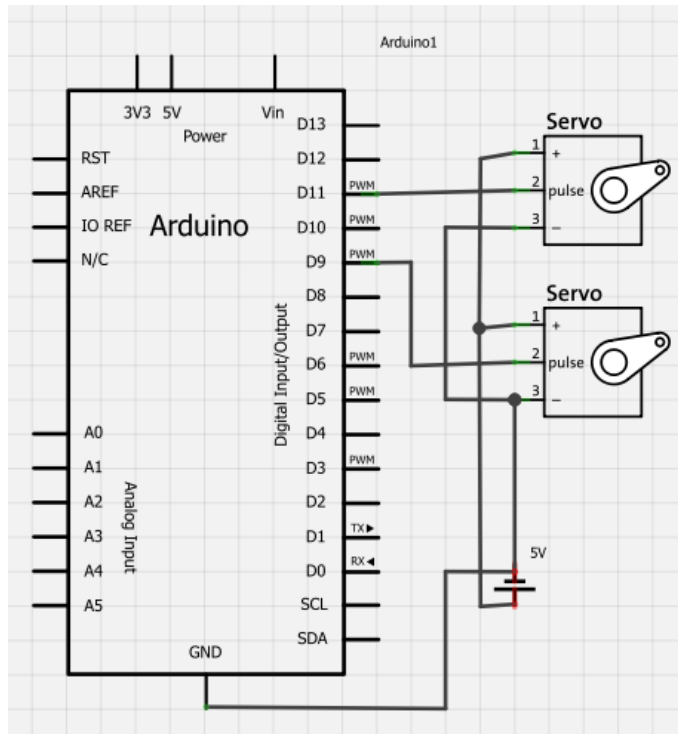 Arduino1
3V3 5V Vin
Power
D13
RST D12
AREF D11 PWM
IO REF Arduino D10 PWM
N/C D9 PWM
D8
D7
D6 PWM
D5 PWM
A0 D4
A1 D3 PWM
A2 D2
A3 D1 TX▶
A4 D0 RX◀
A5 SCL
SDA
GND
Digital Input/Output
Analog Input
Servo
1 +
2 pulse
3 −
Servo
1 +
2 pulse
3 −
5V